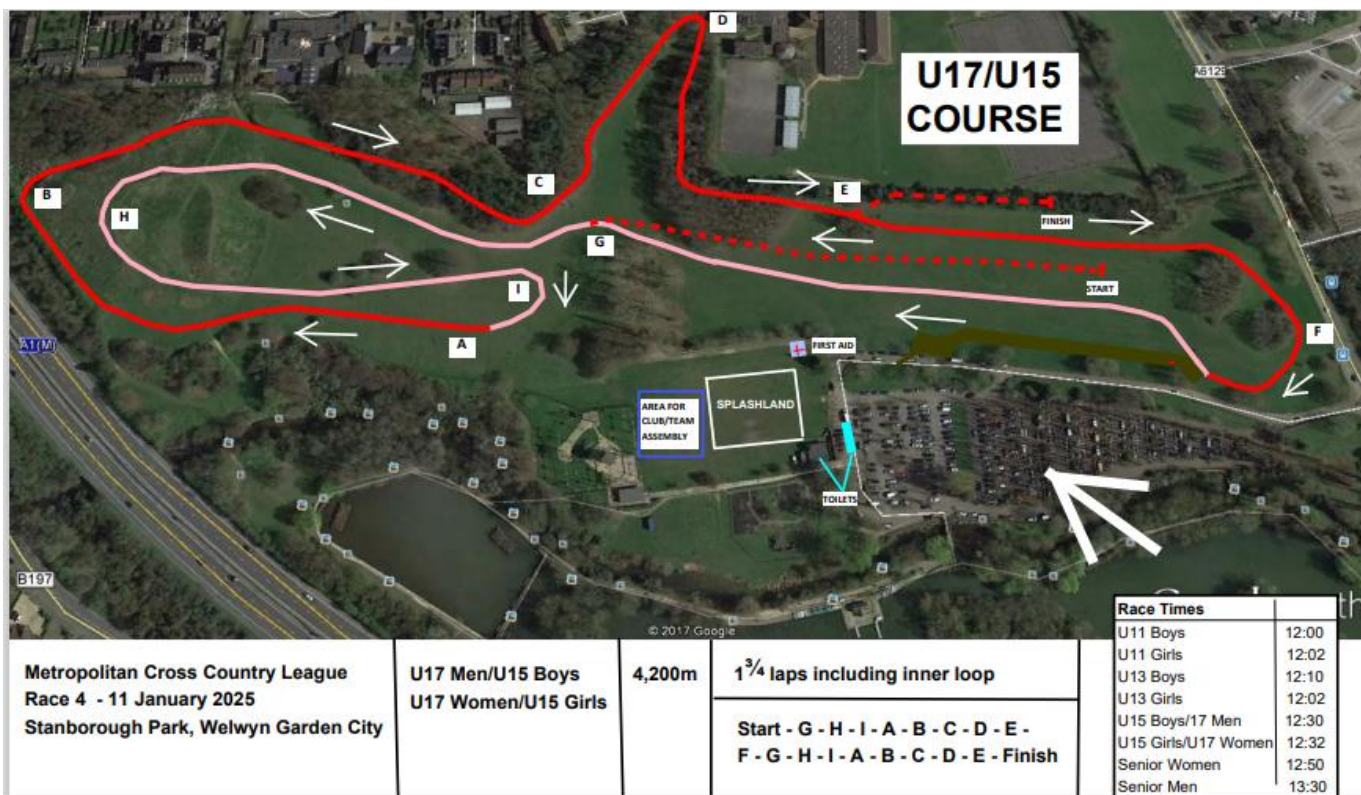 D
U17/U15
COURSE
A6129
B
C
E
H
FINISH
G
I
START
A
F
A1(M)
FIRST AID
AREA FOR
CLUB/TEAM
ASSEMBLY
SPLASHLAND
TOILETS
B197
© 2017 Google
Metropolitan Cross Country League
Race 4 - 11 January 2025
Stanborough Park, Welwyn Garden City
U17 Men/U15 Boys
U17 Women/U15 Girls
4,200m
1¾ laps including inner loop
Start - G - H - I - A - B - C - D - E -
F - G - H - I - A - B - C - D - E - Finish
Race Times
U11 Boys 12:00
U11 Girls 12:02
U13 Boys 12:10
U13 Girls 12:02
U15 Boys/17 Men 12:30
U15 Girls/U17 Women 12:32
Senior Women 12:50
Senior Men 13:30